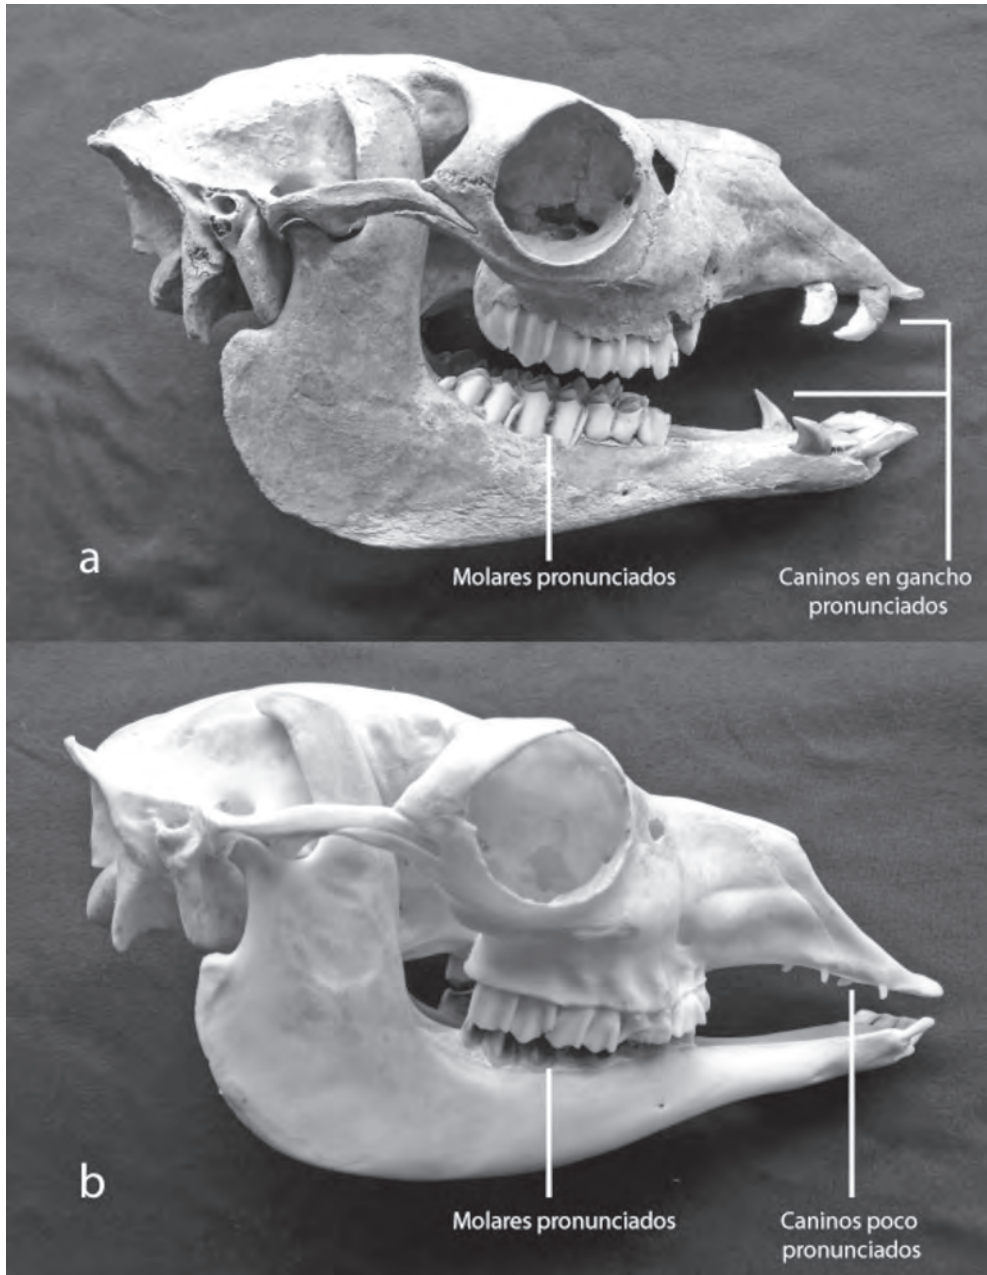 a
Molares pronunciados
Caninos en gancho
pronunciados
b
Molares pronunciados
Caninos poco
pronunciados